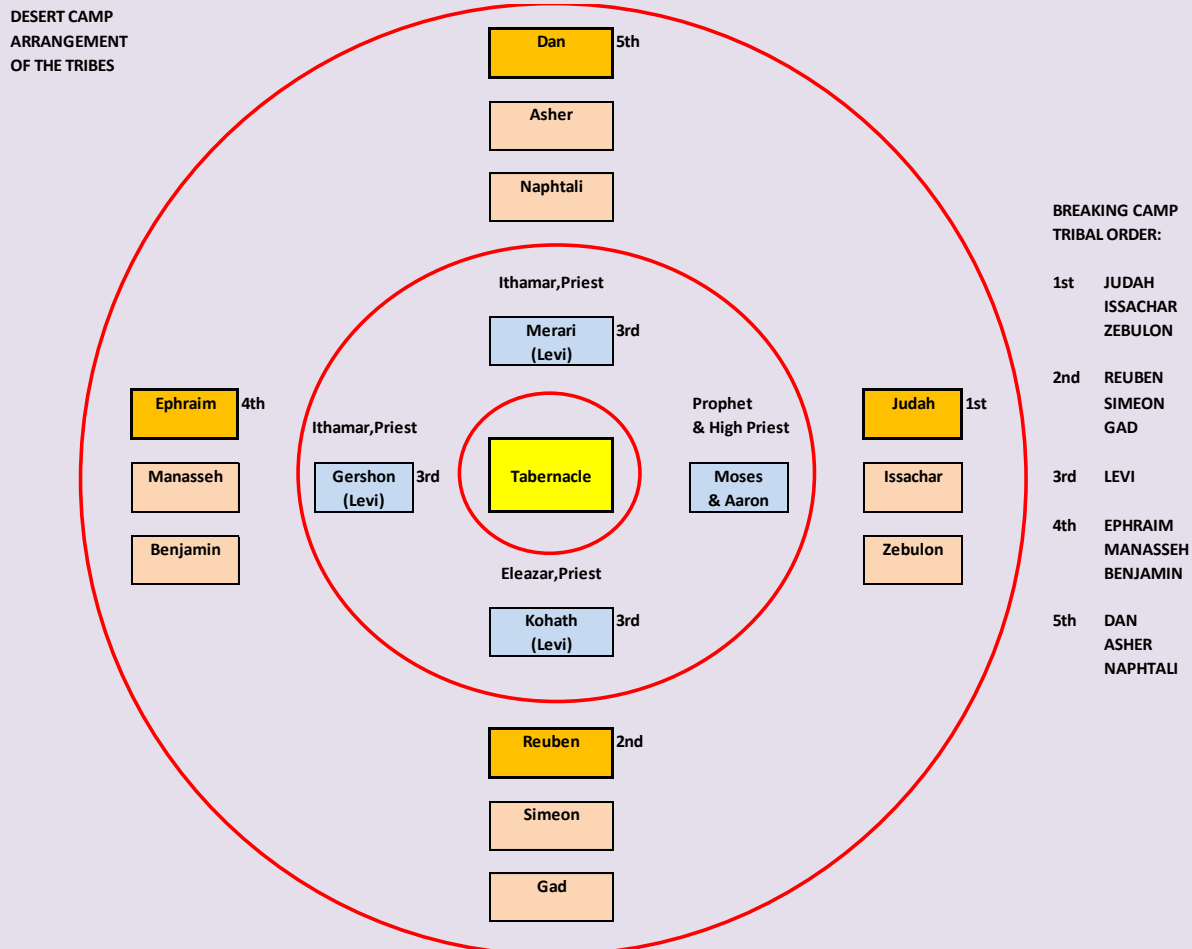 DESERT CAMP
ARRANGEMENT
OF THE TRIBES
Dan 5th
Asher
Naphtali
Ithamar,Priest
Merari 3rd
(Levi)
Ephraim 4th
Manasseh
Benjamin
Ithamar,Priest
Gershon 3rd
(Levi)
Tabernacle
Prophet
& High Priest
Moses
& Aaron
Judah 1st
Issachar
Zebulon
Eleazar,Priest
Kohath 3rd
(Levi)
Reuben 2nd
Simeon
Gad
BREAKING CAMP
TRIBAL ORDER:
1st JUDAH
ISSACHAR
ZEBULON
2nd REUBEN
SIMEON
GAD
3rd LEVI
4th EPHRAIM
MANASSEH
BENJAMIN
5th DAN
ASHER
NAPHTALI